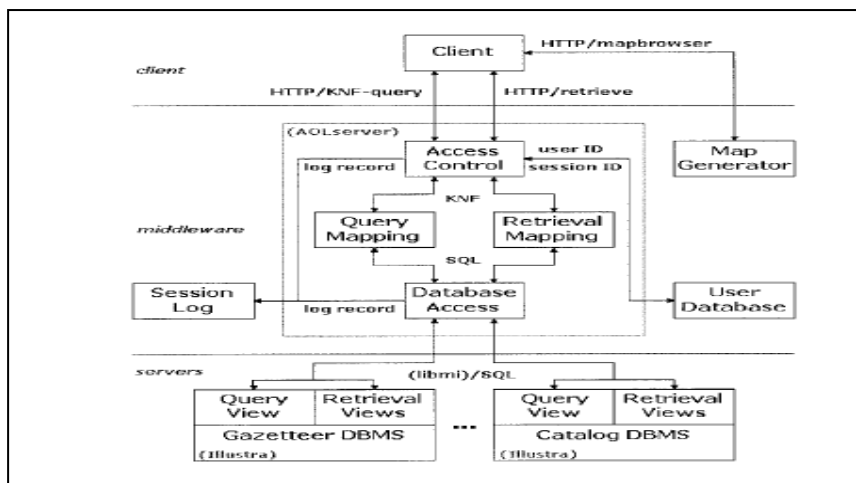 Client
HTTP/mapbrowser
client
HTTP/KNF-query
HTTP/retrieve
(AOLserver)
Access Control
user ID
session ID
log record
Map Generator
KNF
middleware
Query Mapping
Retrieval Mapping
SQL
Session Log
log record
Database Access
User Database
servers
(libmi)/SQL
Query View
Retrieval Views
Query View
Retrieval Views
Gazetteer DBMS
...
Catalog DBMS
(Illustra)
(Illustra)